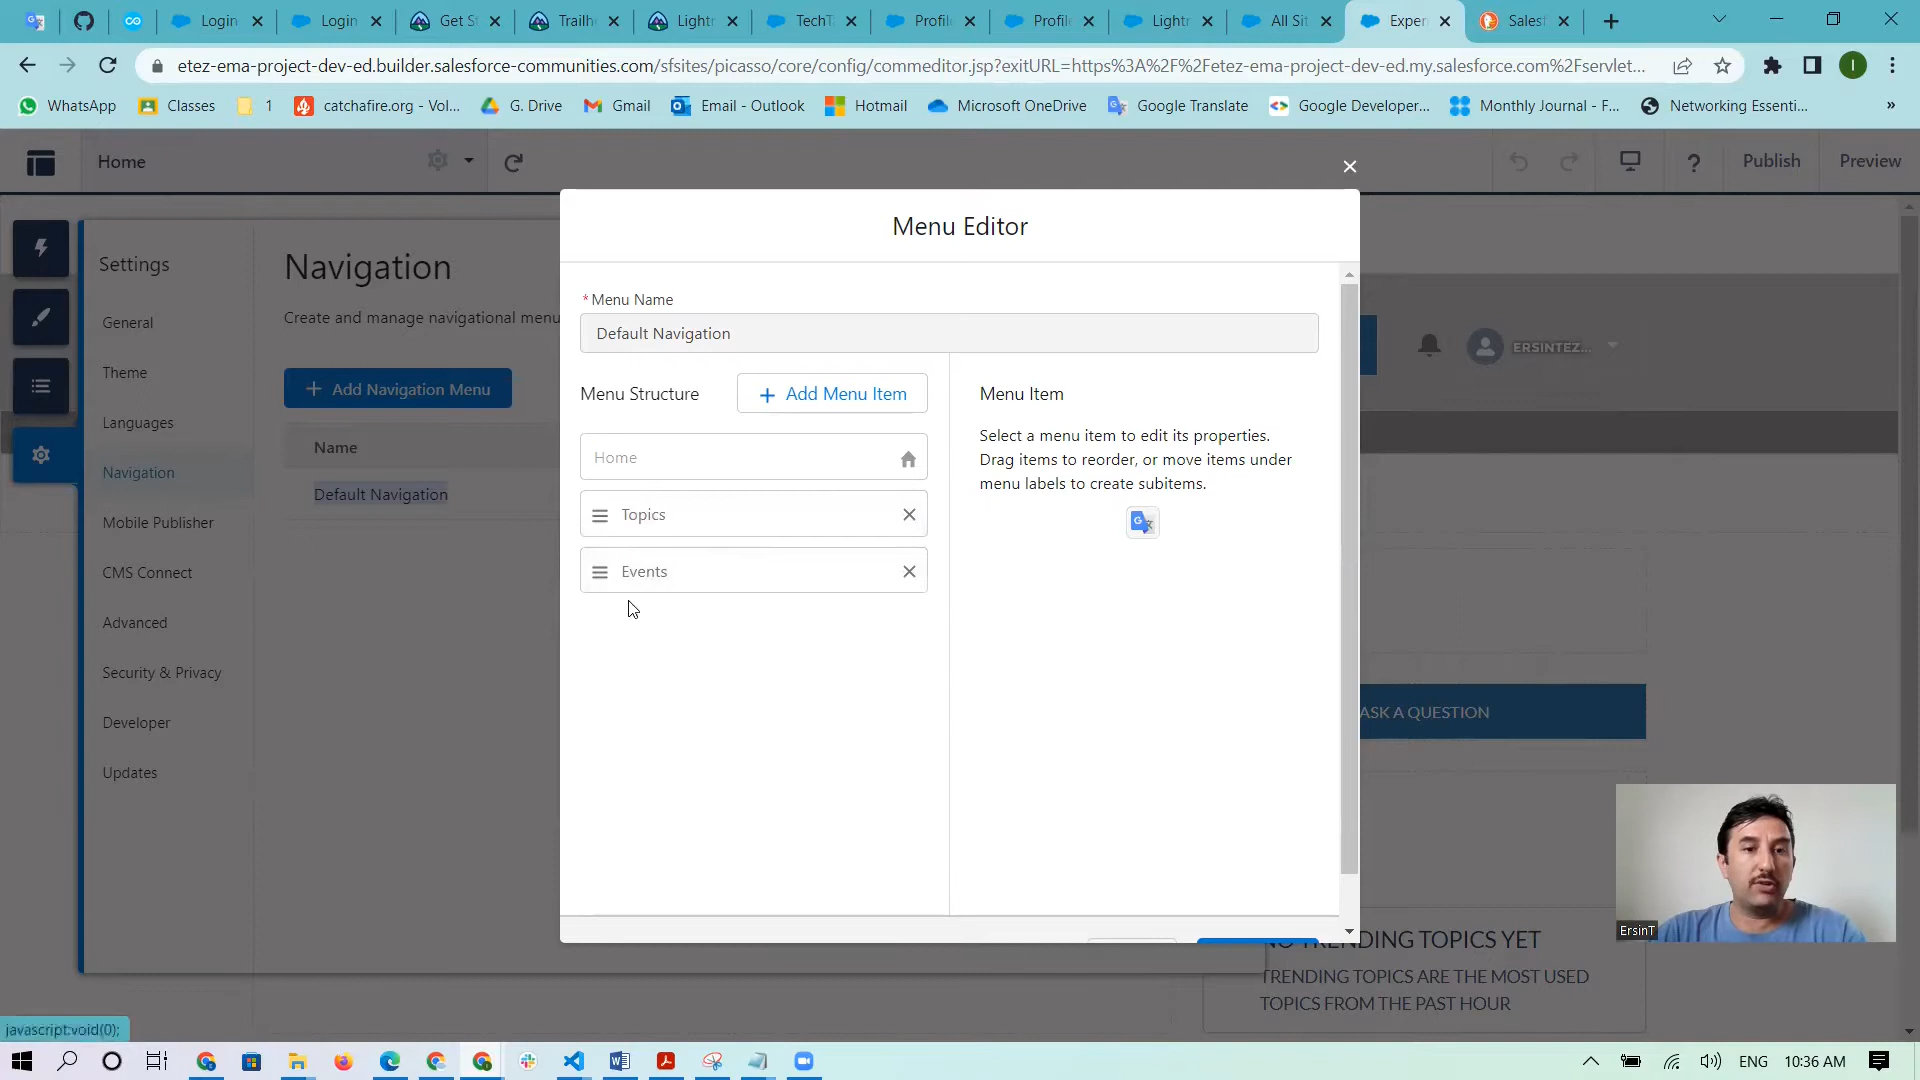 Login
Login
Get S
Trailh
Lightn
TechT
Profile
Profile
Lightn
All Sit
Exper
Salesf
etez-ema-project-dev-ed.builder.salesforce-communities.com/sfsites/picasso/core/config/commeditor.jsp?exitURL=https%3A%2F%2Fetez-ema-project-dev-ed.my.salesforce.com%2Fservlet...
WhatsApp
Classes
1
catchafire.org - Vol...
G. Drive
Gmail
Email - Outlook
Hotmail
Microsoft OneDrive
Google Translate
Google Developer...
Monthly Journal - F...
Networking Essenti...
»
Home
Publish
Preview
Settings
General
Theme
Languages
Navigation
Mobile Publisher
CMS Connect
Advanced
Security & Privacy
Developer
Updates
Navigation
Create and manage navigational menu
+ Add Navigation Menu
Name
Default Navigation
Menu Editor
* Menu Name
Default Navigation
Menu Structure
+ Add Menu Item
Home
Topics
Events
Menu Item
Select a menu item to edit its properties.
Drag items to reorder, or move items under
menu labels to create subitems.
ERSINTEZ...
ASK A QUESTION
TRENDING TOPICS YET
TRENDING TOPICS ARE THE MOST USED
TOPICS FROM THE PAST HOUR
ErsinT
javascript:void(0);
ENG
10:36 AM